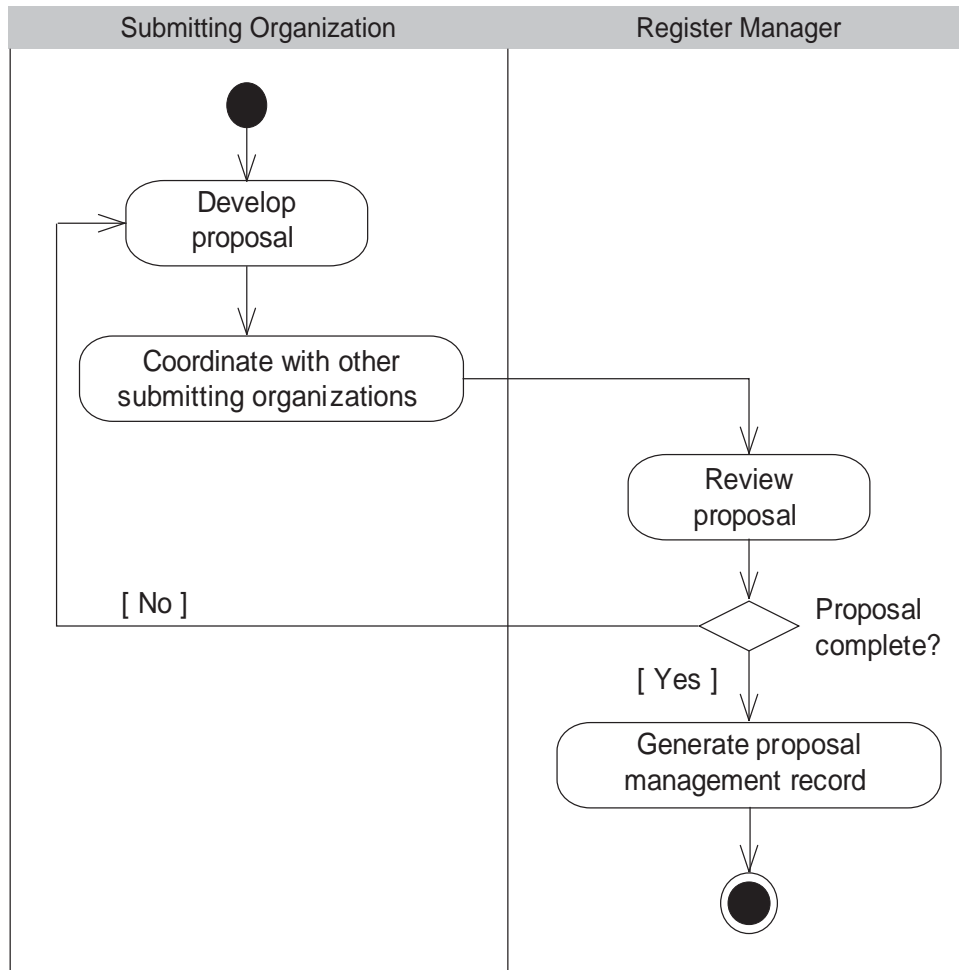 Submitting Organization
Register Manager
Develop
proposal
Coordinate with other
submitting organizations
Review
proposal
[ No ]
Proposal
complete?
[ Yes ]
Generate proposal
management record